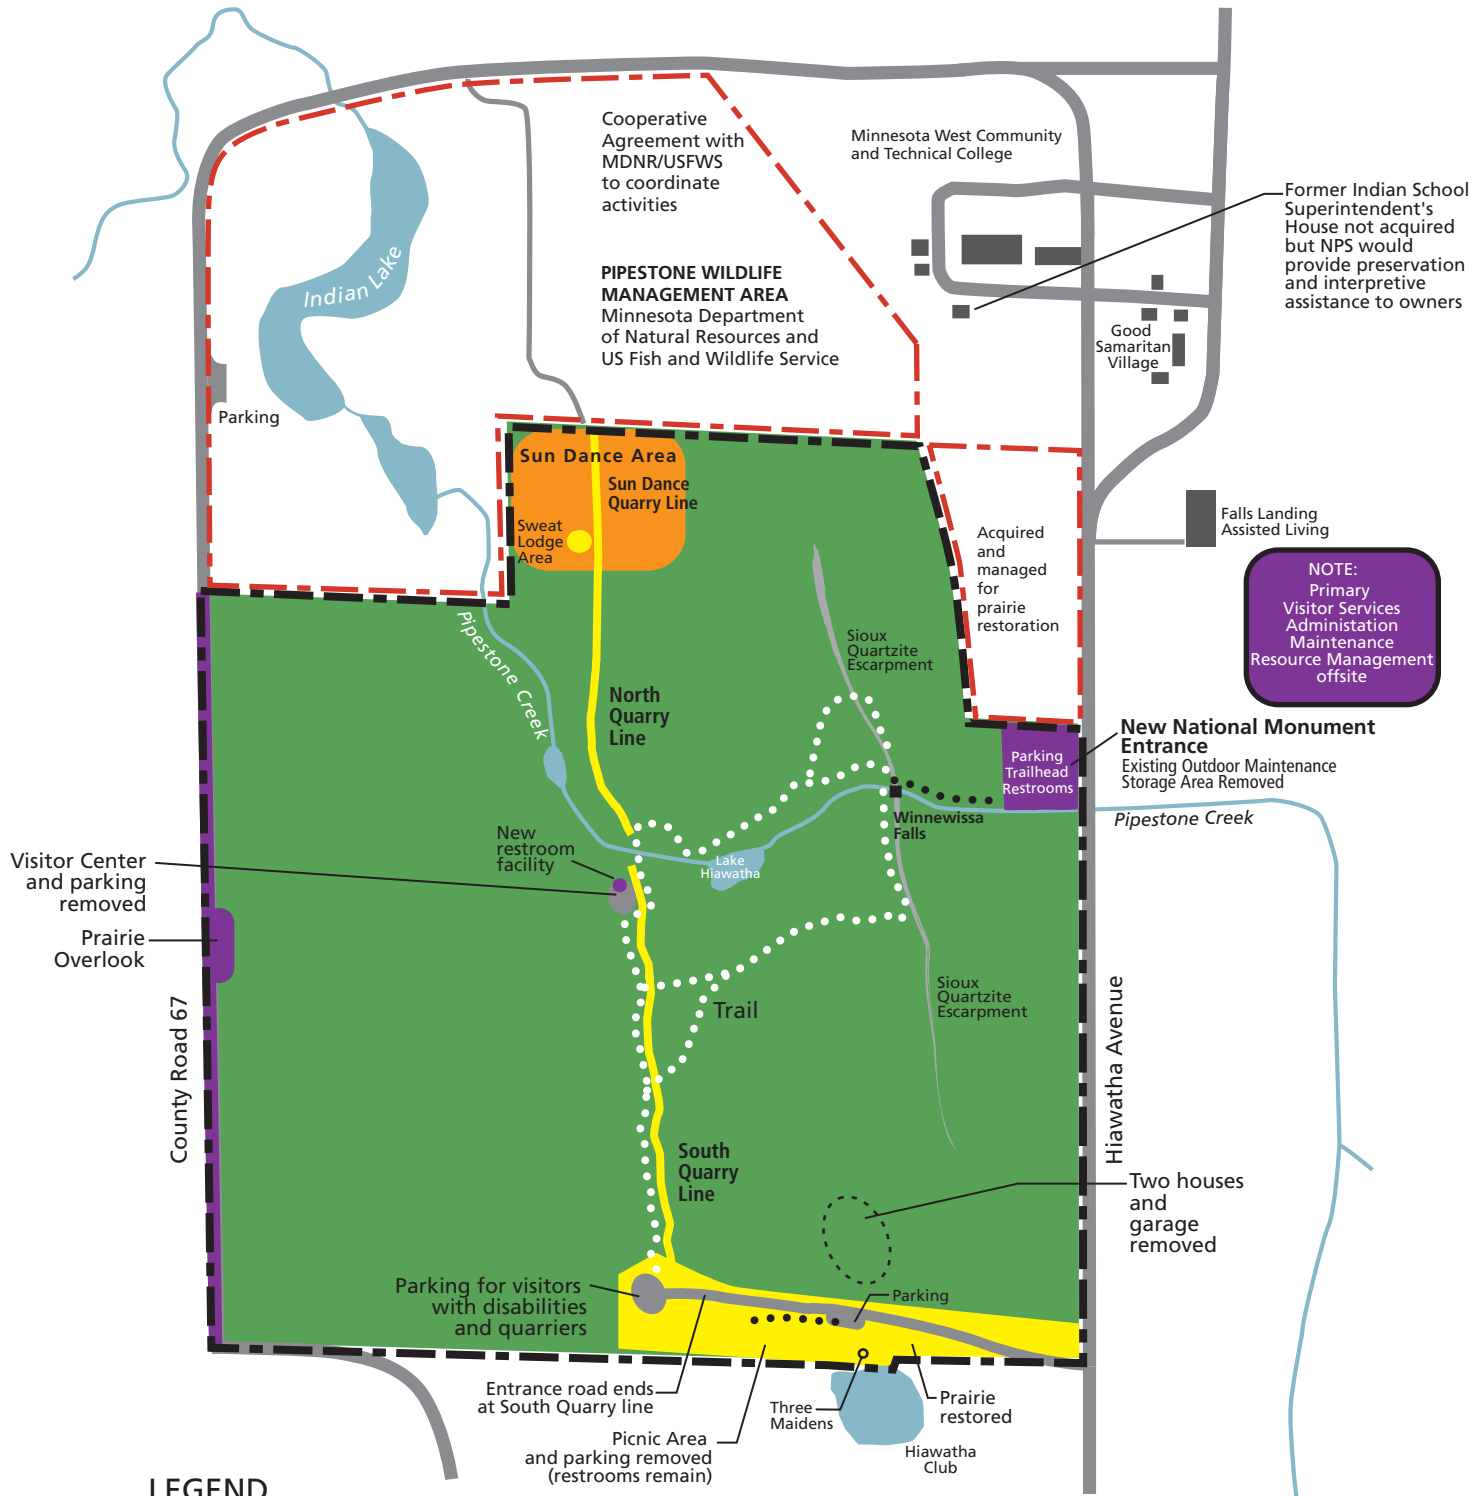 Cooperative
Agreement with
MDNR/USFWS
to coordinate
activities
Minnesota West Community
and Technical College
Former Indian School
Superintendent's
House not acquired
but NPS would
provide preservation
and interpretive
assistance to owners
Indian Lake
PIPESTONE WILDLIFE
MANAGEMENT AREA
Minnesota Department
of Natural Resources and
US Fish and Wildlife Service
Good
Samaritan
Village
Parking
Sun Dance Area
Sun Dance
Quarry Line
Sweat
Lodge
Area
Acquired
and
managed
for
prairie
restoration
Falls Landing
Assisted Living
NOTE:
Primary
Visitor Services
Administation
Maintenance
Resource Management
offsite
Pipestone Creek
Sioux
Quartzite
Escarpment
North
Quarry
Line
Parking
Trailhead
Restrooms
New National Monument
Entrance
Existing Outdoor Maintenance
Storage Area Removed
Pipestone Creek
Winnewissa
Falls
New
restroom
facility
Lake
Hiawatha
Visitor Center
and parking
removed
Prairie
Overlook
Trail
Sioux
Quartzite
Escarpment
County Road 67
Hiawatha Avenue
South
Quarry
Line
Two houses
and
garage
removed
Parking for visitors
with disabilities
and quarriers
Parking
Entrance road ends
at South Quarry line
Three
Maidens
Prairie
restored
Picnic Area
and parking removed
(restrooms remain)
Hiawatha
Club
LEGEND